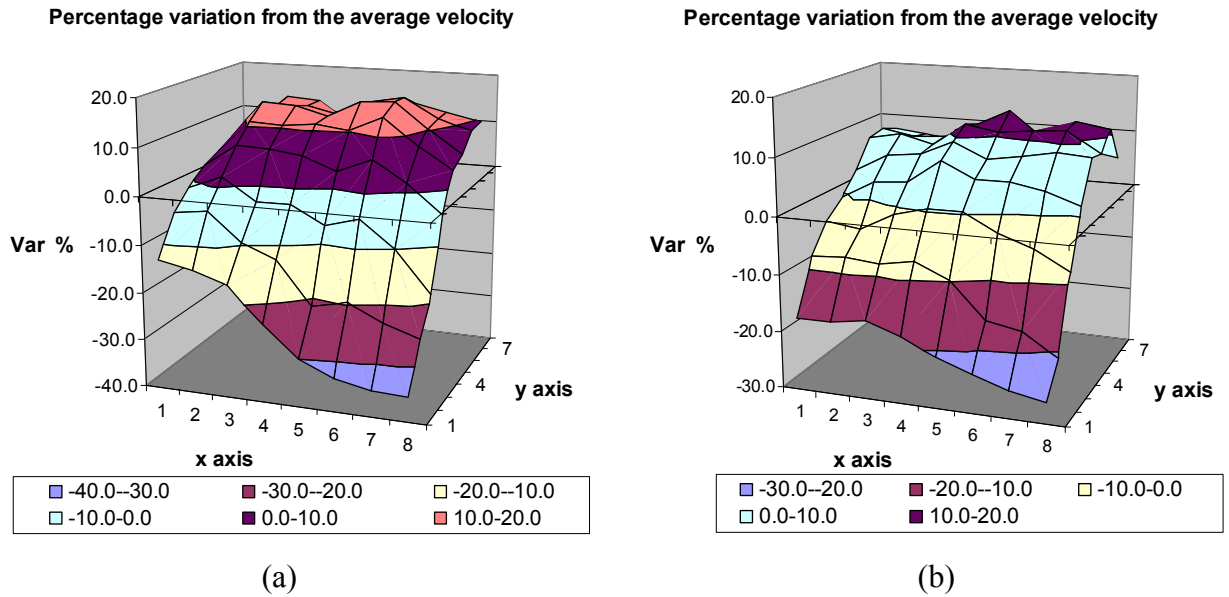 Percentage variation from the average velocity
20.0
10.0
0.0
Var %
-10.0
-20.0
-30.0
-40.0
1 2 3 4 5 6 7 8
x axis
1 4 7
y axis
-40.0--30.0 -30.0--20.0 -20.0--10.0
-10.0-0.0 0.0-10.0 10.0-20.0
(a)
Percentage variation from the average velocity
20.0
10.0
0.0
Var %
-10.0
-20.0
-30.0
1 2 3 4 5 6 7 8
x axis
1 4 7
y axis
-30.0--20.0 -20.0--10.0 -10.0-0.0
0.0-10.0 10.0-20.0
(b)